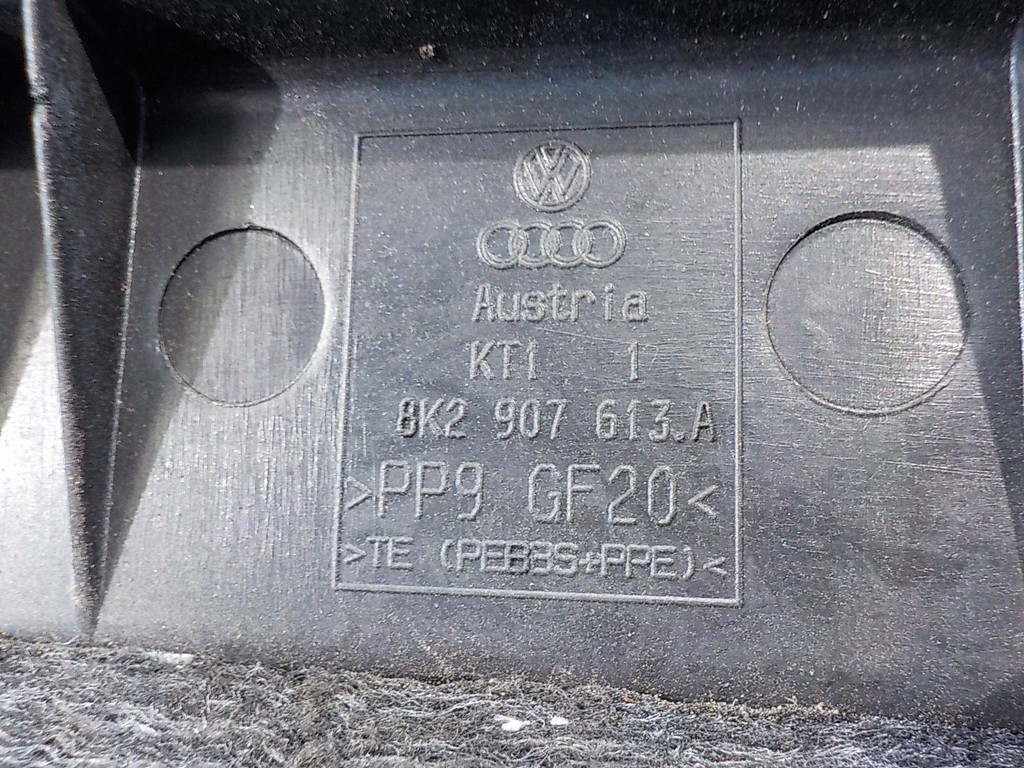 Austria
KT1 1
8K2 907 613.A
>PP9 GF20<
>TE (PEBBS+PPE)<